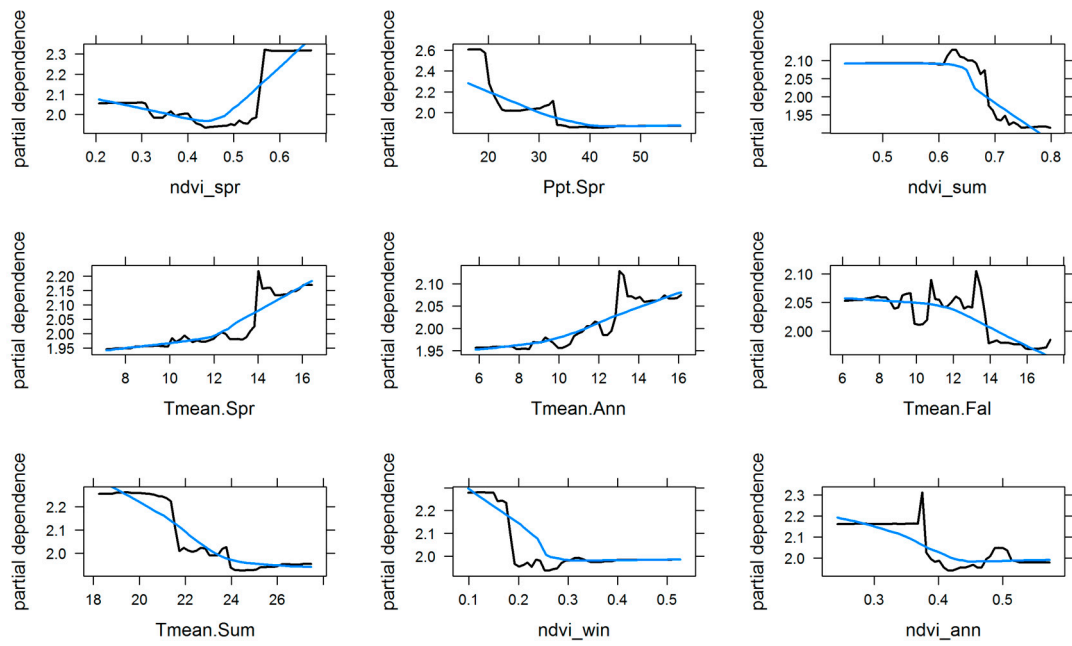 partial dependence
2.3
2.2
2.1
2.0
0.2 0.3 0.4 0.5 0.6
ndvi_spr
partial dependence
2.6
2.4
2.2
2.0
20 30 40 50
Ppt.Spr
partial dependence
2.10
2.05
2.00
1.95
0.5 0.6 0.7 0.8
ndvi_sum
partial dependence
2.20
2.15
2.10
2.05
2.00
1.95
8 10 12 14 16
Tmean.Spr
partial dependence
2.10
2.05
2.00
1.95
6 8 10 12 14 16
Tmean.Ann
partial dependence
2.10
2.05
2.00
6 8 10 12 14 16
Tmean.Fal
partial dependence
2.2
2.1
2.0
18 20 22 24 26
Tmean.Sum
partial dependence
2.2
2.1
2.0
0.1 0.2 0.3 0.4 0.5
ndvi_win
partial dependence
2.3
2.2
2.1
2.0
0.3 0.4 0.5
ndvi_ann